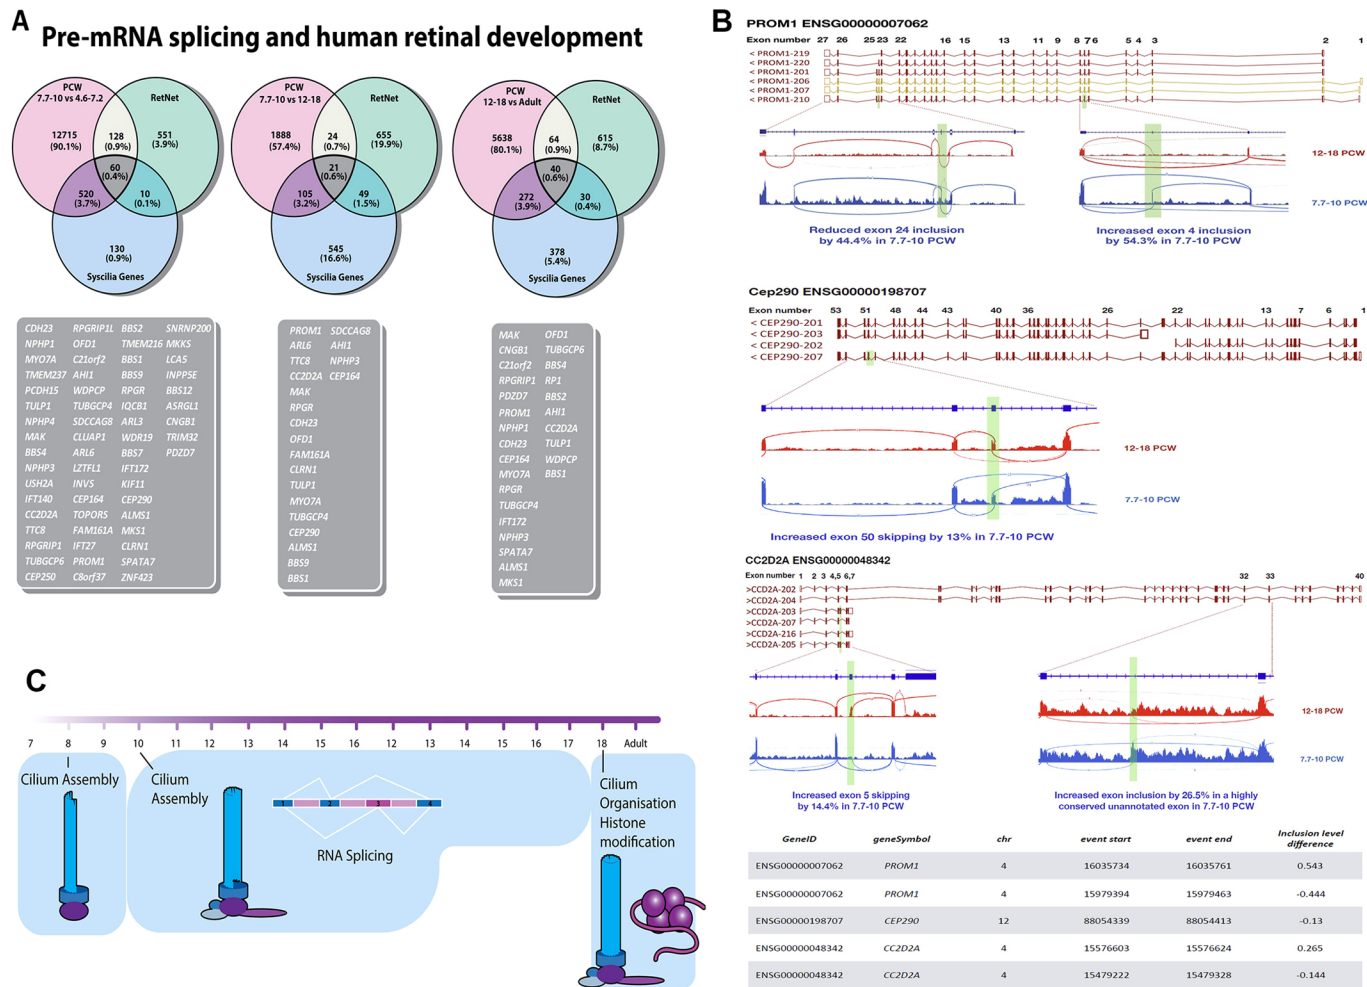 A
Pre-mRNA splicing and human retinal development
PCW
7.7-10 vs 4.6-7.2
RetNet
12715
(90.1%)
128
(0.9%)
551
(3.9%)
60
(0.4%)
520
(3.7%)
10
(0.1%)
130
(0.9%)
Syscilia Genes
PCW
7.7-10 vs 12-18
RetNet
1888
(57.4%)
24
(0.7%)
655
(19.9%)
21
(0.6%)
105
(3.2%)
49
(1.5%)
545
(16.6%)
Syscilia Genes
PCW
12-18 vs Adult
RetNet
5638
(80.1%)
64
(0.9%)
615
(8.7%)
40
(0.6%)
272
(3.9%)
30
(0.4%)
378
(5.4%)
Syscilia Genes
CDH23 RPGRIP1L BBS2 SNRNP200
NPHP1 OFD1 TMEM216 MKKS
MYO7A C21orf2 BBS1 LCA5
TMEM237 AHI1 BBS9 INPP5E
PCDH15 WDPCP RPGR BBS12
TULP1 TUBGCP4 IQCB1 ASRGL1
NPHP4 SDCCAG8 ARL3 CNGB1
MAK CLUAP1 WDR19 TRIM32
BBS4 ARL6 BBS7 PDZD7
NPHP3 LZTFL1 IFT172
USH2A INVS KIF11
IFT140 CEP164 CEP290
CC2D2A TOPORS ALMS1
TTC8 FAM161A MKS1
RPGRIP1 IFT27 CLRN1
TUBGCP6 PROM1 SPATA7
CEP250 C8orf37 ZNF423
PROM1 SDCCAG8
ARL6 AHI1
TTC8 NPHP3
CC2D2A CEP164
MAK
RPGR
CDH23
OFD1
FAM161A
CLRN1
TULP1
MYO7A
TUBGCP4
CEP290
ALMS1
BBS9
BBS1
MAK OFD1
CNGB1 TUBGCP6
C21orf2 BBS4
RPGRIP1 RP1
PDZD7 BBS2
PROM1 AHI1
NPHP1 CC2D2A
CDH23 TULP1
CEP164 WDPCP
MYO7A BBS1
RPGR
TUBGCP4
IFT172
NPHP3
SPATA7
ALMS1
MKS1
B
PROM1 ENSG00000007062
Exon number 27 26 25 23 22 16 15 13 11 9 8 7 6 5 4 3 2 1
< PROM1-219
< PROM1-220
< PROM1-201
< PROM1-206
< PROM1-207
< PROM1-210
12-18 PCW
7.7-10 PCW
Reduced exon 24 inclusion
by 44.4% in 7.7-10 PCW
Increased exon 4 inclusion
by 54.3% in 7.7-10 PCW
Cep290 ENSG00000198707
Exon number 53 51 48 46 44 43 40 36 26 22 13 7 6 1
< CEP290-201
< CEP290-203
< CEP290-202
< CEP290-207
12-18 PCW
7.7-10 PCW
Increased exon 50 skipping by 13% in 7.7-10 PCW
CC2D2A ENSG00000048342
Exon number 1 2 3 4,5 6,7 32 33 40
>CCD2A-202
>CCD2A-204
>CCD2A-203
>CCD2A-207
>CCD2A-216
>CCD2A-205
12-18 PCW
7.7-10 PCW
Increased exon 5 skipping
by 14.4% in 7.7-10 PCW
Increased exon inclusion by 26.5% in a highly
conserved unannotated exon in 7.7-10 PCW
GeneID geneSymbol chr event start event end Inclusion level
difference
ENSG00000007062 PROM1 4 16035734 16035761 0.543
ENSG00000007062 PROM1 4 15979394 15979463 -0.444
ENSG00000198707 CEP290 12 88054339 88054413 -0.13
ENSG00000048342 CC2D2A 4 15576603 15576624 0.265
ENSG00000048342 CC2D2A 4 15479222 15479328 -0.144
C
7 8 9 10 11 12 13 14 15 16 12 13 14 15 16 17 18 Adult
Cilium Assembly
Cilium
Assembly
1 2 3 4
RNA Splicing
Cilium
Organisation
Histone
modification